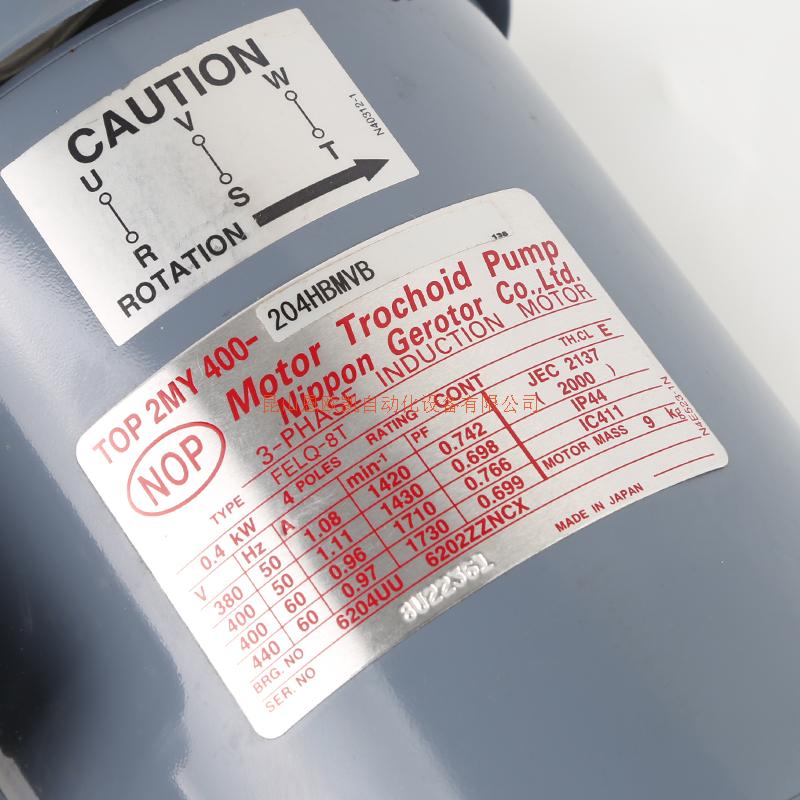 CAUTION
U V W
R S T
ROTATION
N40312-1
TOP 2MY 400-
204HBMVB
136
NOP
Motor Trochoid Pump
Nippon Gerotor Co.,Ltd.
3-PHASE INDUCTION MOTOR
TYPE FELQ-8T
TH.CL E
0.4 kW 4 POLES RATING CONT
JEC 2137
2000 )
V Hz A min-1 PF
IP44
380 50 1.08 1420 0.742
IC411
400 50 1.11 1430 0.698
MOTOR MASS 9 Kg
400 60 0.96 1710 0.766
440 60 0.97 1730 0.699
BRG. NO 6204UU 6202ZZNCX
SER. NO
MADE IN JAPAN